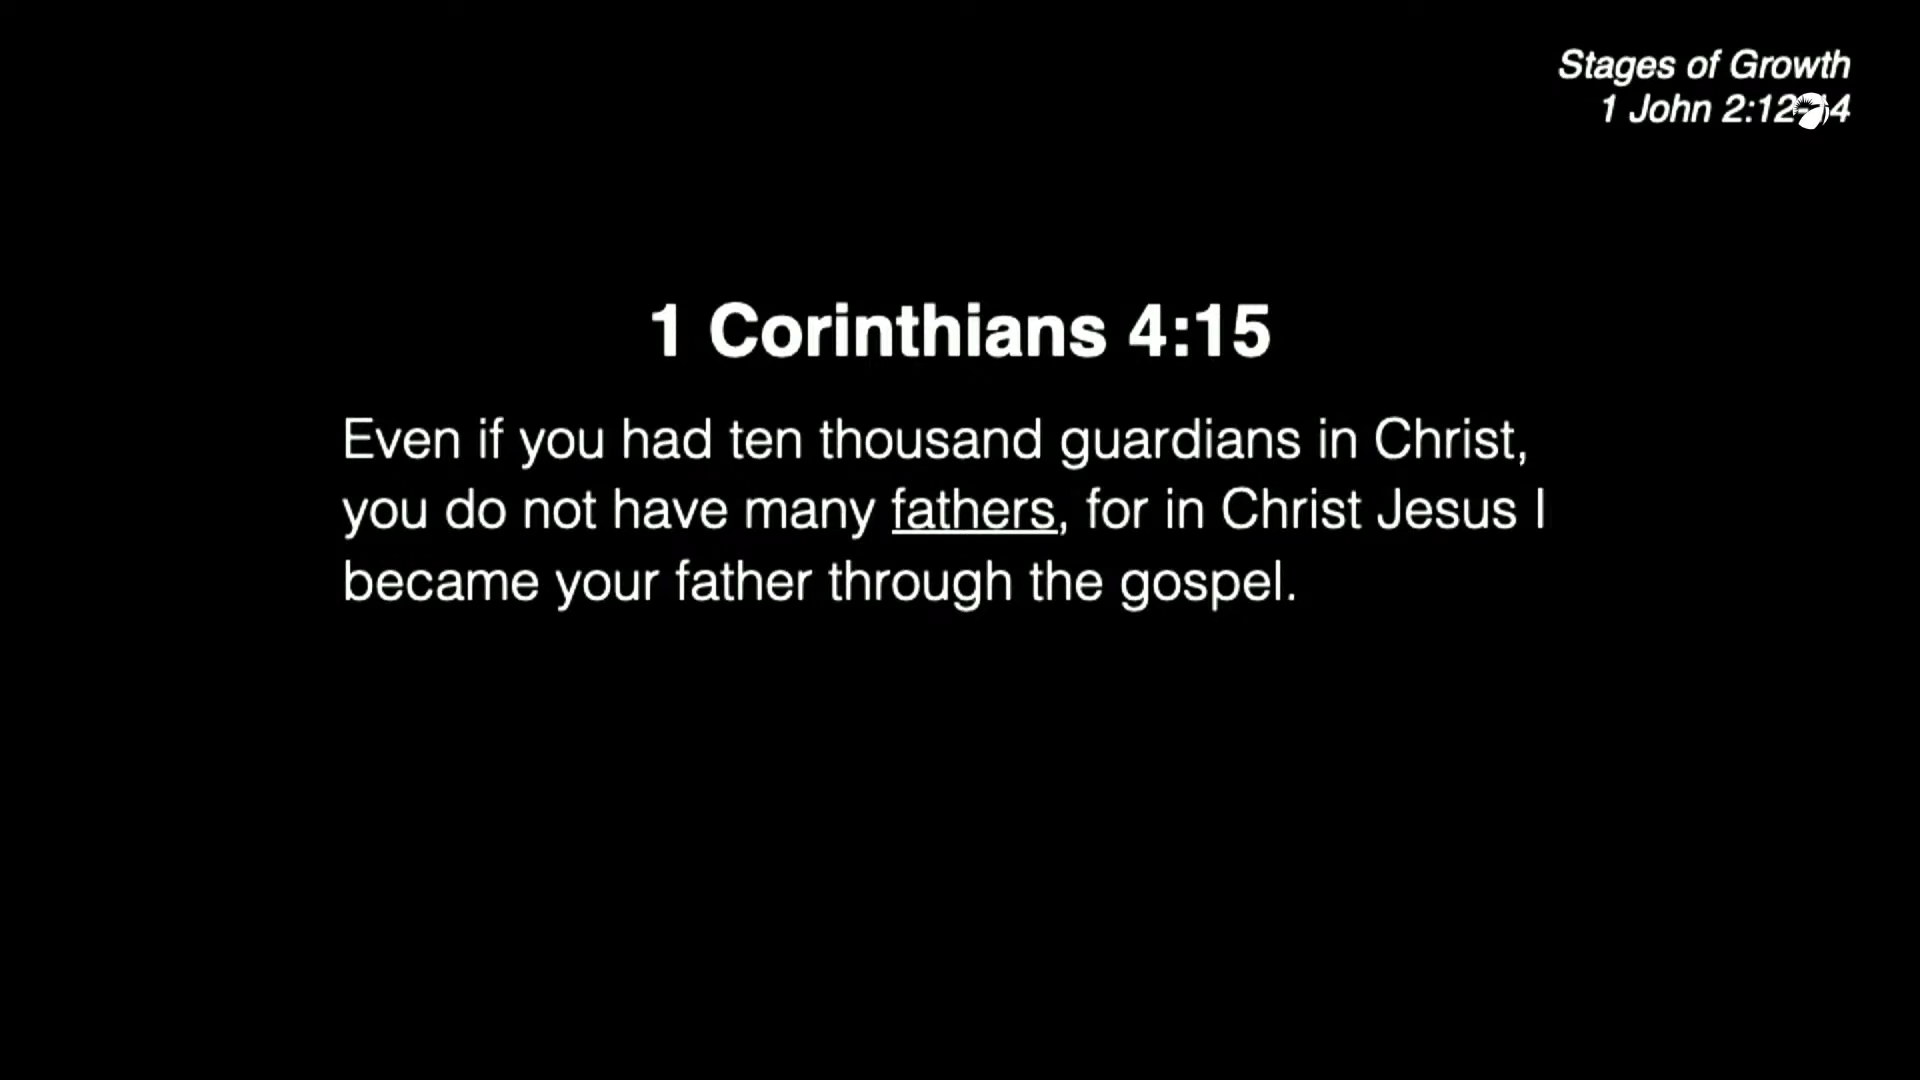 Stages of Growth
1 John 2:12-14
1 Corinthians 4:15
Even if you had ten thousand guardians in Christ,
you do not have many fathers, for in Christ Jesus I
became your father through the gospel.